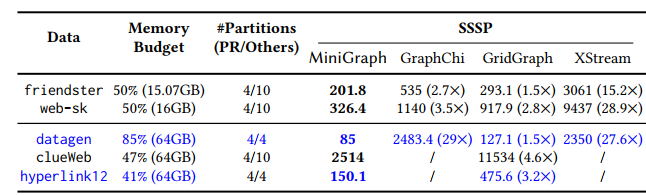 Data Memory Budget #Partitions (PR/Others) SSSP
MiniGraph GraphChi GridGraph XStream
friendster 50% (15.07GB) 4/10 201.8 535 (2.7×) 293.1 (1.5×) 3061 (15.2×)
web-sk 50% (16GB) 4/10 326.4 1140 (3.5×) 917.9 (2.8×) 9437 (28.9×)
datagen 85% (64GB) 4/4 85 2483.4 (29×) 127.1 (1.5×) 2350 (27.6×)
clueWeb 47% (64GB) 4/10 2514 / 11534 (4.6×) /
hyperlink12 41% (64GB) 4/4 150.1 / 475.6 (3.2×) /